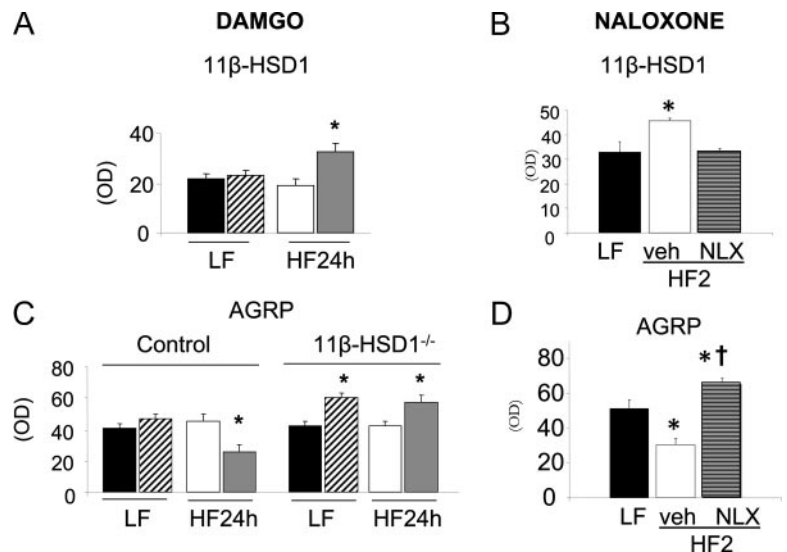 A DAMGO
11β-HSD1
(OD)
40
20
0
*
LF HF24h
B NALOXONE
11β-HSD1
(OD)
50
40
30
30
10
0
*
LF veh NLX
HF2
C AGRP
Control 11β-HSD1-/-
(OD)
80
60
40
20
0
* * *
LF HF24h LF HF24h
D AGRP
(OD)
80
60
40
20
0
* *†
LF veh NLX
HF2